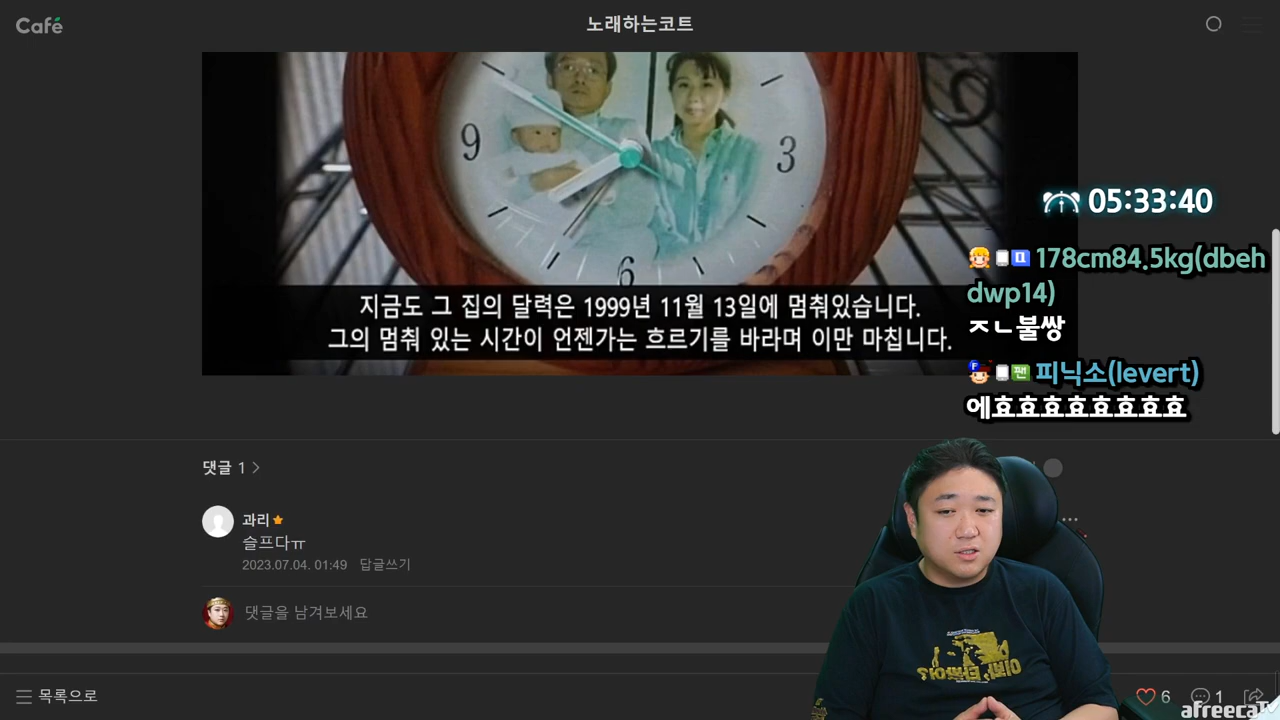 Café
노래하는코트
9
3
6
지금도 그 집의 달력은 1999년 11월 13일에 멈춰있습니다.
그의 멈춰 있는 시간이 언젠가는 흐르기를 바라며 이만 마칩니다.
05:33:40
178cm84.5kg(dbeh
dwp14)
ㅈㄴ불쌍
F
팬
피닉소(levert)
에효효효효효효효효
댓글 1
과리
슬프다ㅠ
2023.07.04. 01:49 답글쓰기
댓글을 남겨보세요
목록으로
6
1
afreecaTV